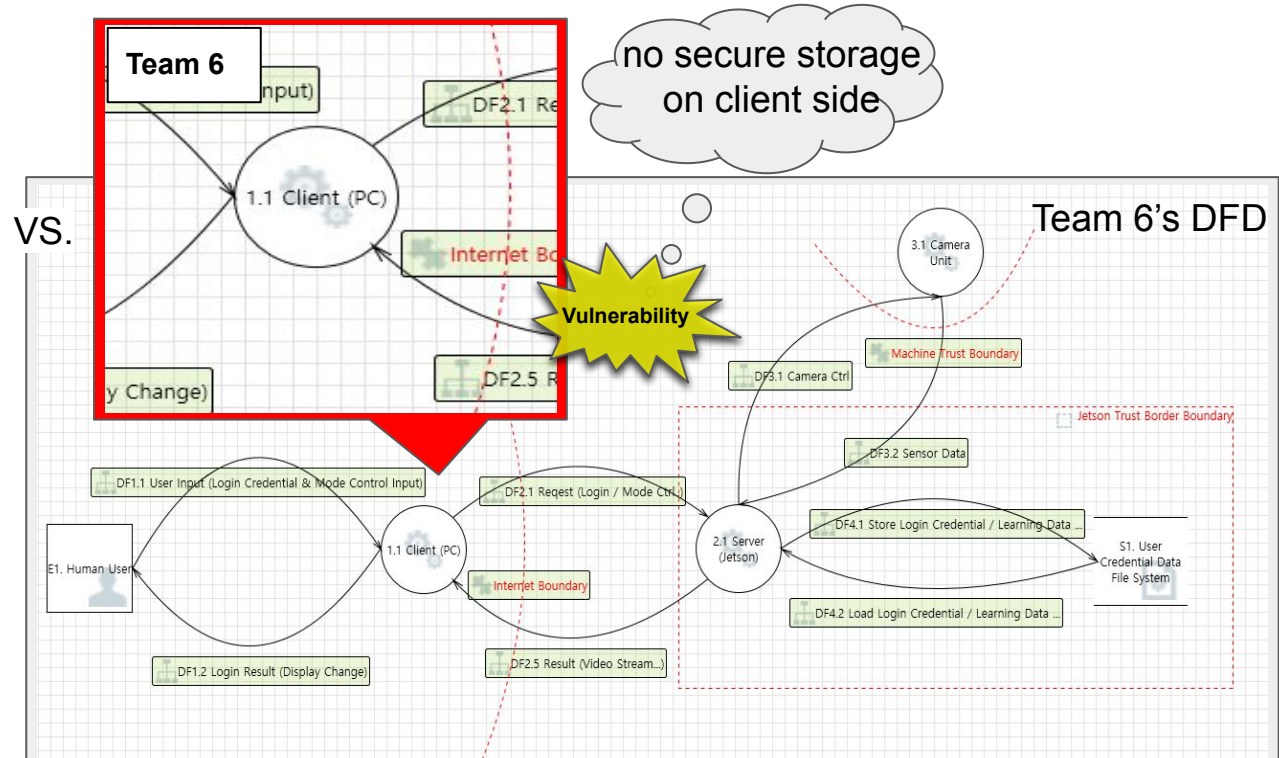 Team 6
no secure storage
on client side
nput)
DF2.1 Re
1.1 Client (PC)
Internet Bo
Vulnerability
DF2.5 R
y Change)
VS.
Team 6's DFD
3.1 Camera
Unit
Machine Trust Boundary
DF3.1 Camera Ctrl
Jetson Trust Border Boundary
DF3.2 Sensor Data
DF1.1 User Input (Login Credential & Mode Control Input)
DF2.1 Reqest (Login / Mode Ctrl.)
DF4.1 Store Login Credential / Learning Data ...
E1. Human User
1.1 Client (PC)
2.1 Server
(Jetson)
S1. User
Credential Data
File System
Internet Boundary
DF4.2 Load Login Credential / Learning Data ...
DF1.2 Login Result (Display Change)
DF2.5 Result (Video Stream...)